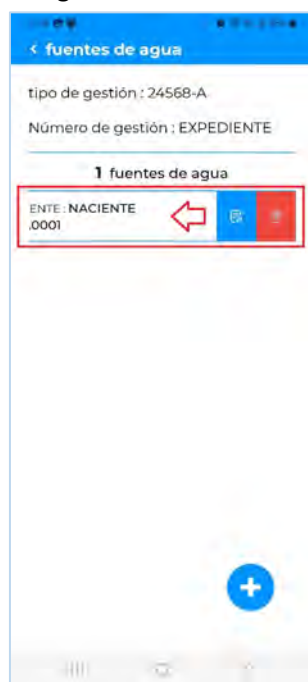 ‹ fuentes de agua
tipo de gestión : 24568-A
Número de gestión : EXPEDIENTE
1 fuentes de agua
ENTE : NACIENTE
.0001